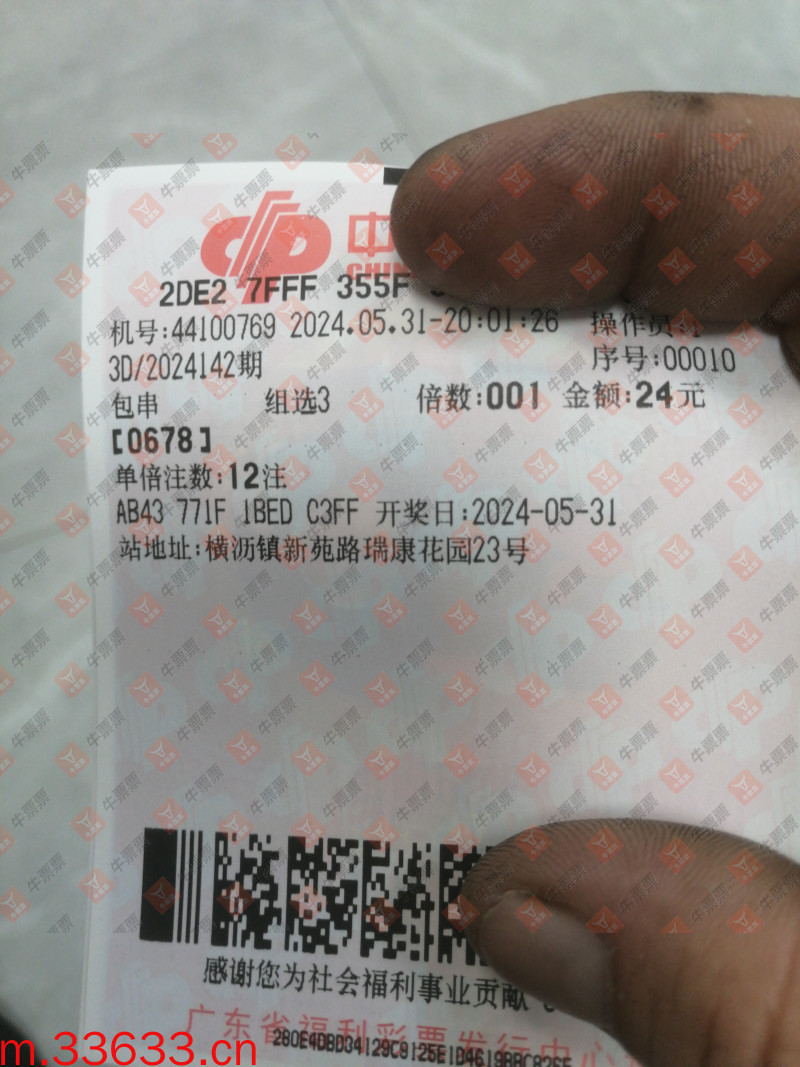 中
2DE2 7FFF 355F
机号:44100769 2024.05.31-20:01:26 操作员:1
3D/2024142期 序号:00010
包串 组选3 倍数:001 金额:24元
【0678】
单倍注数:12注
AB43 771F 1BED C3FF 开奖日:2024-05-31
站地址:横沥镇新苑路瑞康花园23号
感谢您为社会福利事业贡献
广东省福利彩票发行中心
m.33633.cn
牛票票